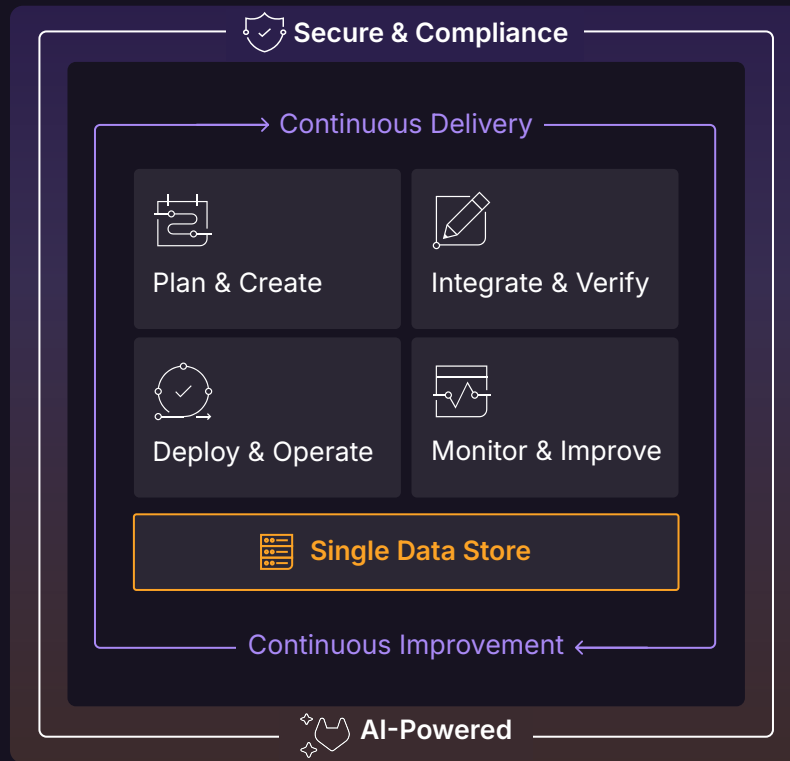 Secure & Compliance
Continuous Delivery
Plan & Create
Integrate & Verify
Deploy & Operate
Monitor & Improve
Single Data Store
Continuous Improvement
AI-Powered